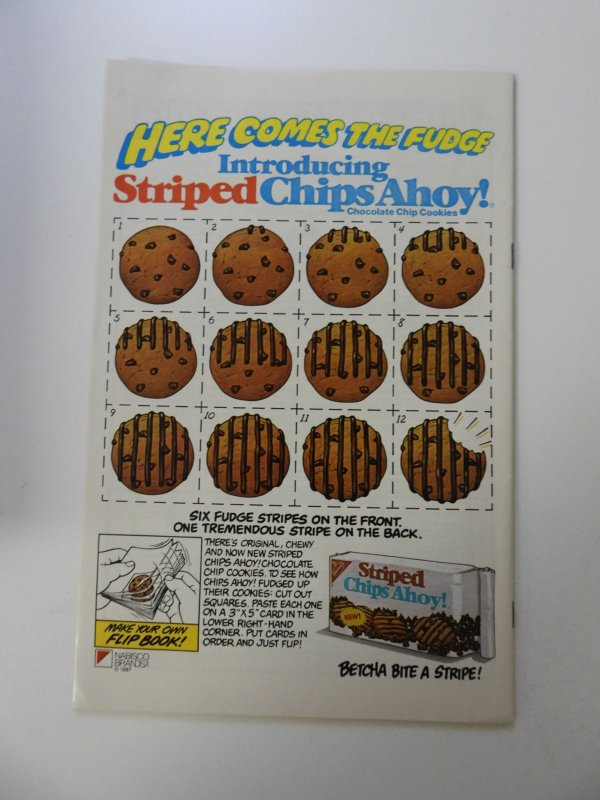 HERE COMES THE FUDGE
Introducing
Striped Chips Ahoy!®
Chocolate Chip Cookies
1 2 3 4
5 6 7 8
9 10 11 12
SIX FUDGE STRIPES ON THE FRONT.
ONE TREMENDOUS STRIPE ON THE BACK.
THERE'S ORIGINAL, CHEWY
AND NOW NEW STRIPED
CHIPS AHOY! CHOCOLATE
CHIP COOKIES. TO SEE HOW
CHIPS AHOY! FUDGED UP
THEIR COOKIES: CUT OUT
SQUARES. PASTE EACH ONE
ON A 3"X5" CARD IN THE
LOWER RIGHT-HAND
CORNER. PUT CARDS IN
ORDER AND JUST FLIP!
MAKE YOUR OWN
FLIP BOOK!
NABISCO
BRANDS
© 1987
Striped
Chips Ahoy!
NEW!
BETCHA BITE A STRIPE!